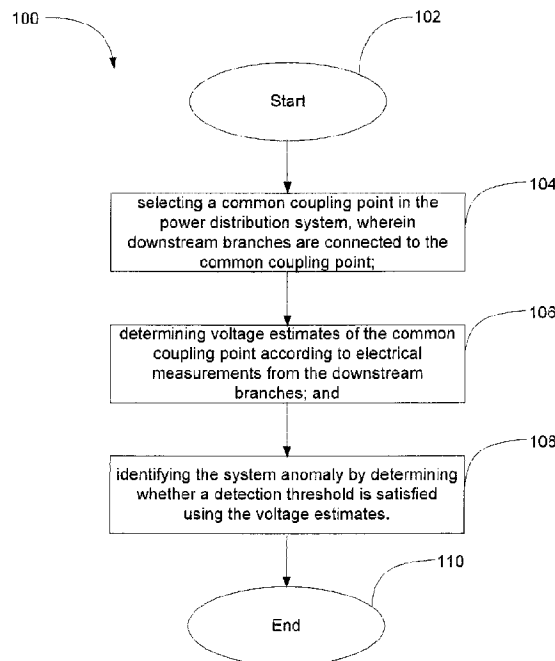 100
102
Start
104
selecting a common coupling point in the
power distribution system, wherein
downstream branches are connected to the
common coupling point;
106
determining voltage estimates of the common
coupling point according to electrical
measurements from the downstream
branches; and
108
identifying the system anomaly by determining
whether a detection threshold is satisfied
using the voltage estimates.
110
End